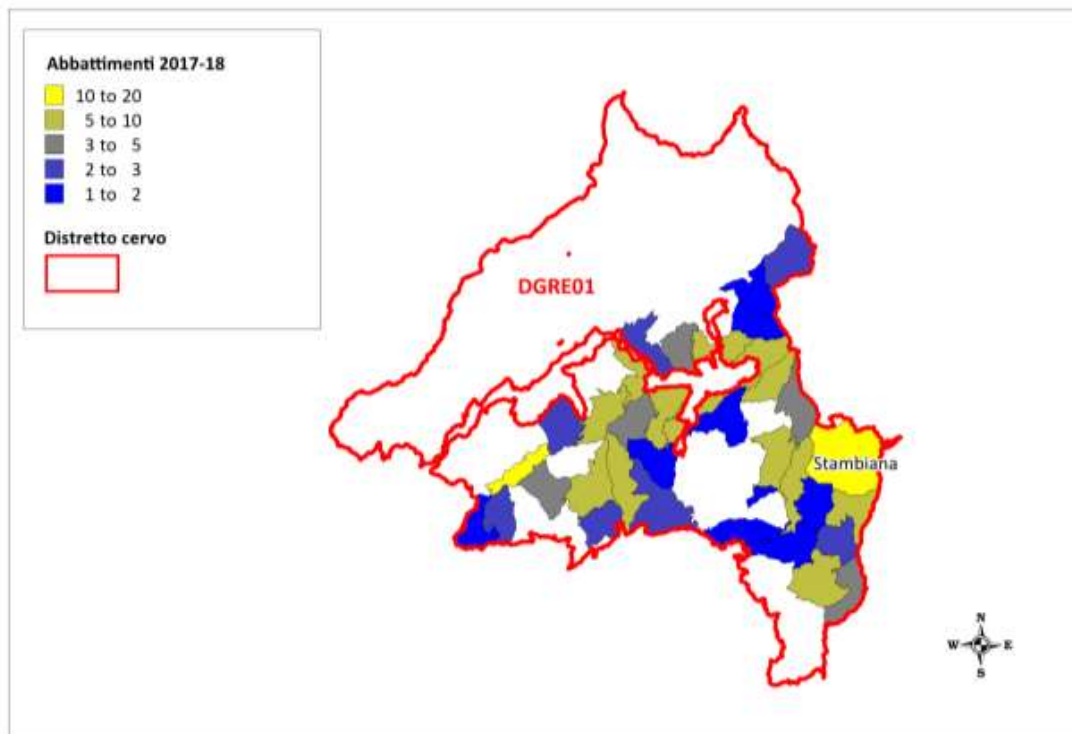 Abbattimenti 2017-18
10 to 20
5 to 10
3 to 5
2 to 3
1 to 2
Distretto cervo
DGRE01
Stambiana
N
W E
S